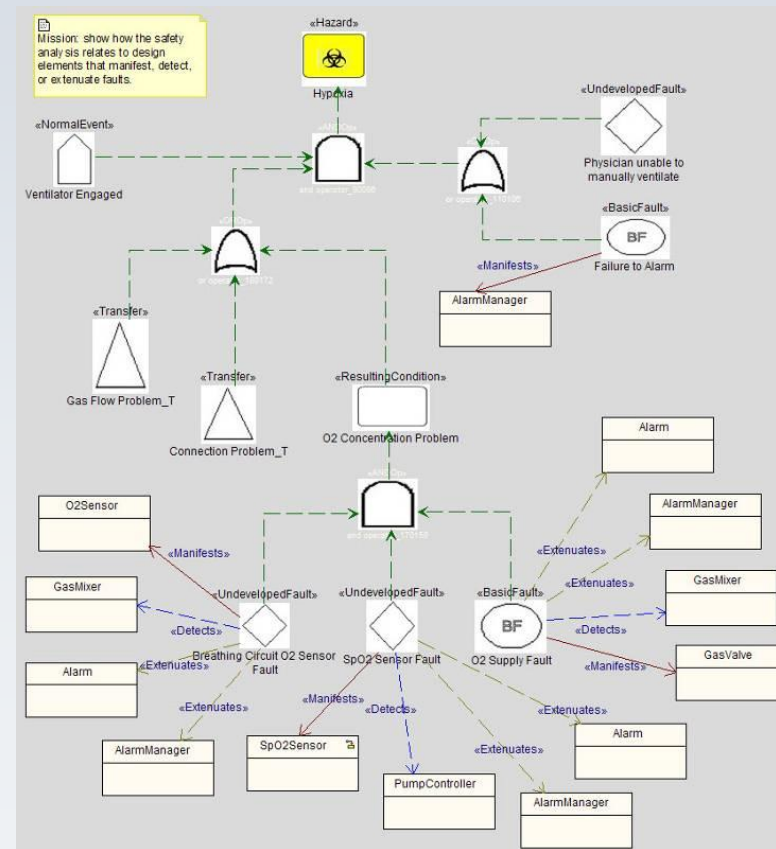 Mission: show how the safety
analysis relates to design
elements that manifest, detect,
or extenuate faults.
«Hazard»
Hypoxia
«NormalEvent»
Ventilator Engaged
«UndevelopedFault»
Physician unable to
manually ventilate
«BasicFault»
BF
Failure to Alarm
«Manifests»
AlarmManager
«Transfer»
Gas Flow Problem_T
«Transfer»
Connection Problem_T
«ResultingCondition»
O2 Concentration Problem
Alarm
O2Sensor
AlarmManager
«Manifests»
«Extenuates»
«Extenuates»
GasMixer
«UndevelopedFault»
«UndevelopedFault»
«BasicFault»
GasMixer
«Detects»
BF
«Detects»
Breathing Circuit O2 Sensor
Fault
SpO2 Sensor Fault
O2 Supply Fault
«Manifests»
GasValve
Alarm
«Extenuates»
«Extenuates»
«Manifests»
«Detects»
«Extenuates»
Alarm
AlarmManager
SpO2Sensor
«Extenuates»
PumpController
AlarmManager